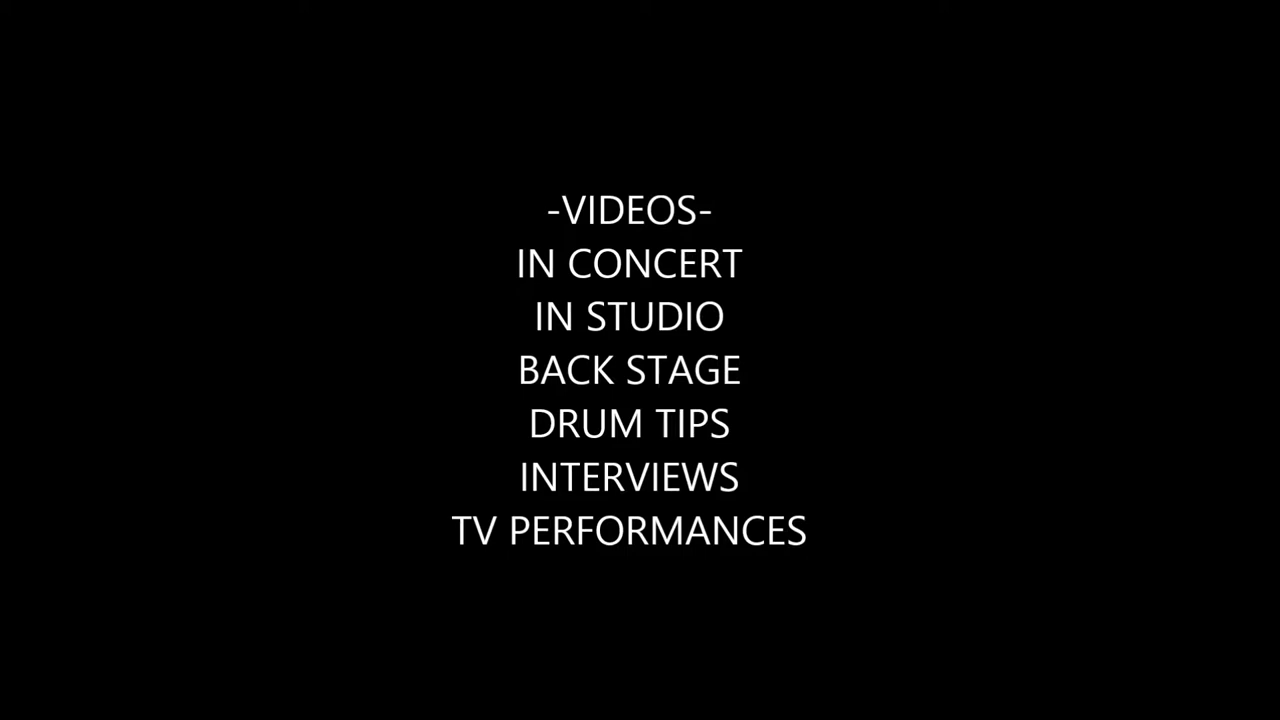 -VIDEOS-
IN CONCERT
IN STUDIO
BACK STAGE
DRUM TIPS
INTERVIEWS
TV PERFORMANCES